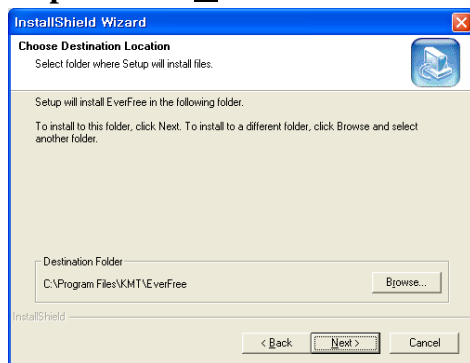 InstallShield Wizard
Choose Destination Location
Select folder where Setup will install files.
Setup will install EverFree in the following folder.
To install to this folder, click Next. To install to a different folder, click Browse and select
another folder.
Destination Folder
C:\Program Files\KMT\EverFree
Browse...
InstallShield
< Back
Next >
Cancel